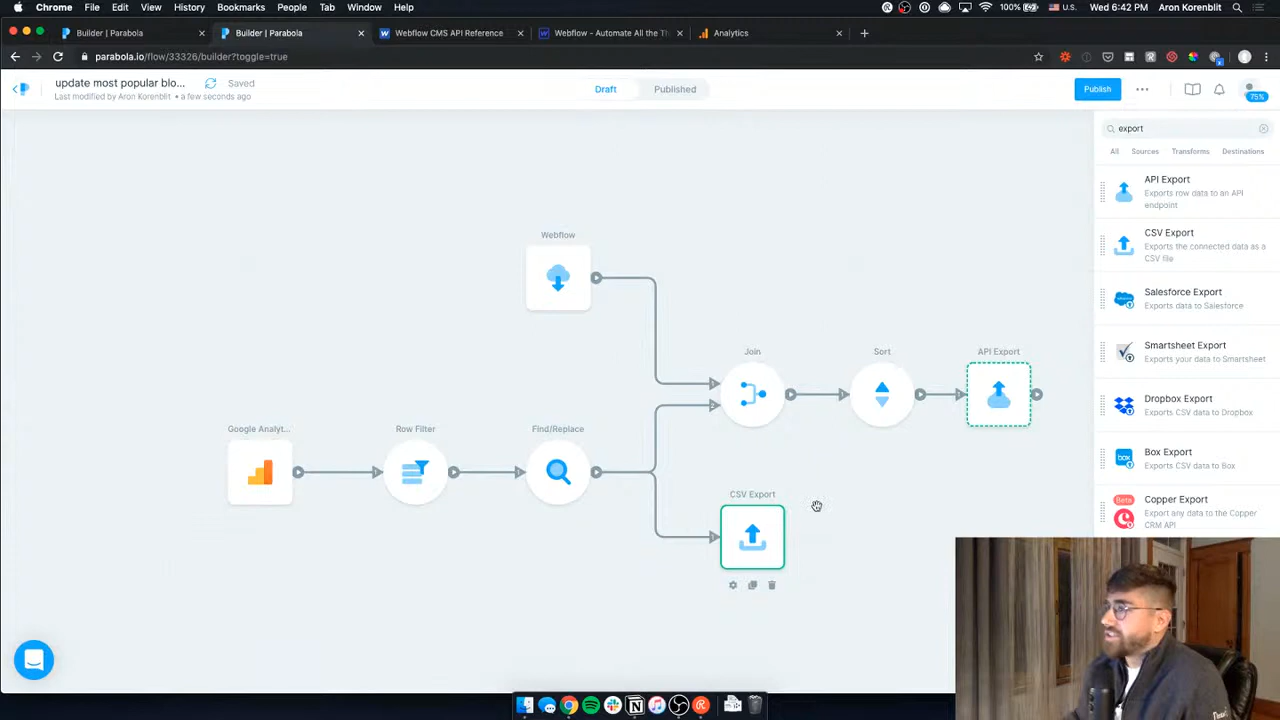 Chrome File Edit View History Bookmarks People Tab Window Help
100% U.S. Wed 6:42 PM Aron Korenblit
Builder | Parabola
Builder | Parabola
Webflow CMS API Reference
Webflow - Automate All the Th
Analytics
parabola.io/flow/33326/builder?toggle=true
update most popular blo...
Saved
Last modified by Aron Korenblit • a few seconds ago
Draft
Published
Publish
75%
export
All
Sources
Transforms
Destinations
API Export
Exports row data to an API
endpoint
CSV Export
Exports the connected data as a
CSV file
Salesforce Export
Exports data to Salesforce
Smartsheet Export
Exports your data to Smartsheet
Dropbox Export
Exports CSV data to Dropbox
box
Box Export
Exports CSV data to Box
Beta
Copper Export
Export any data to the Copper
CRM API
Webflow
Join
Sort
API Export
Google Analyt...
Row Filter
Find/Replace
CSV Export